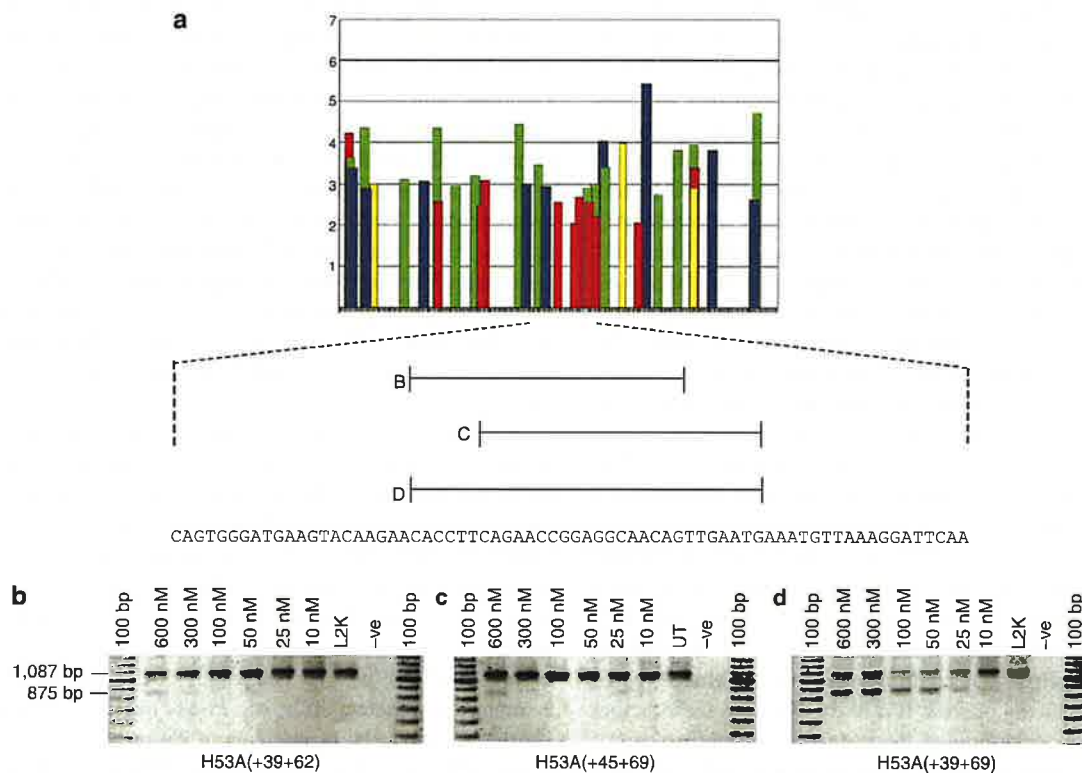 a
7
6
5
4
3
2
1
B
C
D
CAGTGGGATGAAGTACAAGAACACCTTCAGAACCGGAGGCAACAGTTGAATGAAATGTTAAAGGATTCAA
b
100 bp
600 nM
300 nM
100 nM
50 nM
25 nM
10 nM
L2K
–ve
100 bp
1,087 bp
875 bp
H53A(+39+62)
c
100 bp
600 nM
300 nM
100 nM
50 nM
25 nM
10 nM
UT
–ve
100 bp
H53A(+45+69)
d
100 bp
600 nM
300 nM
100 nM
50 nM
25 nM
10 nM
L2K
–ve
100 bp
H53A(+39+69)